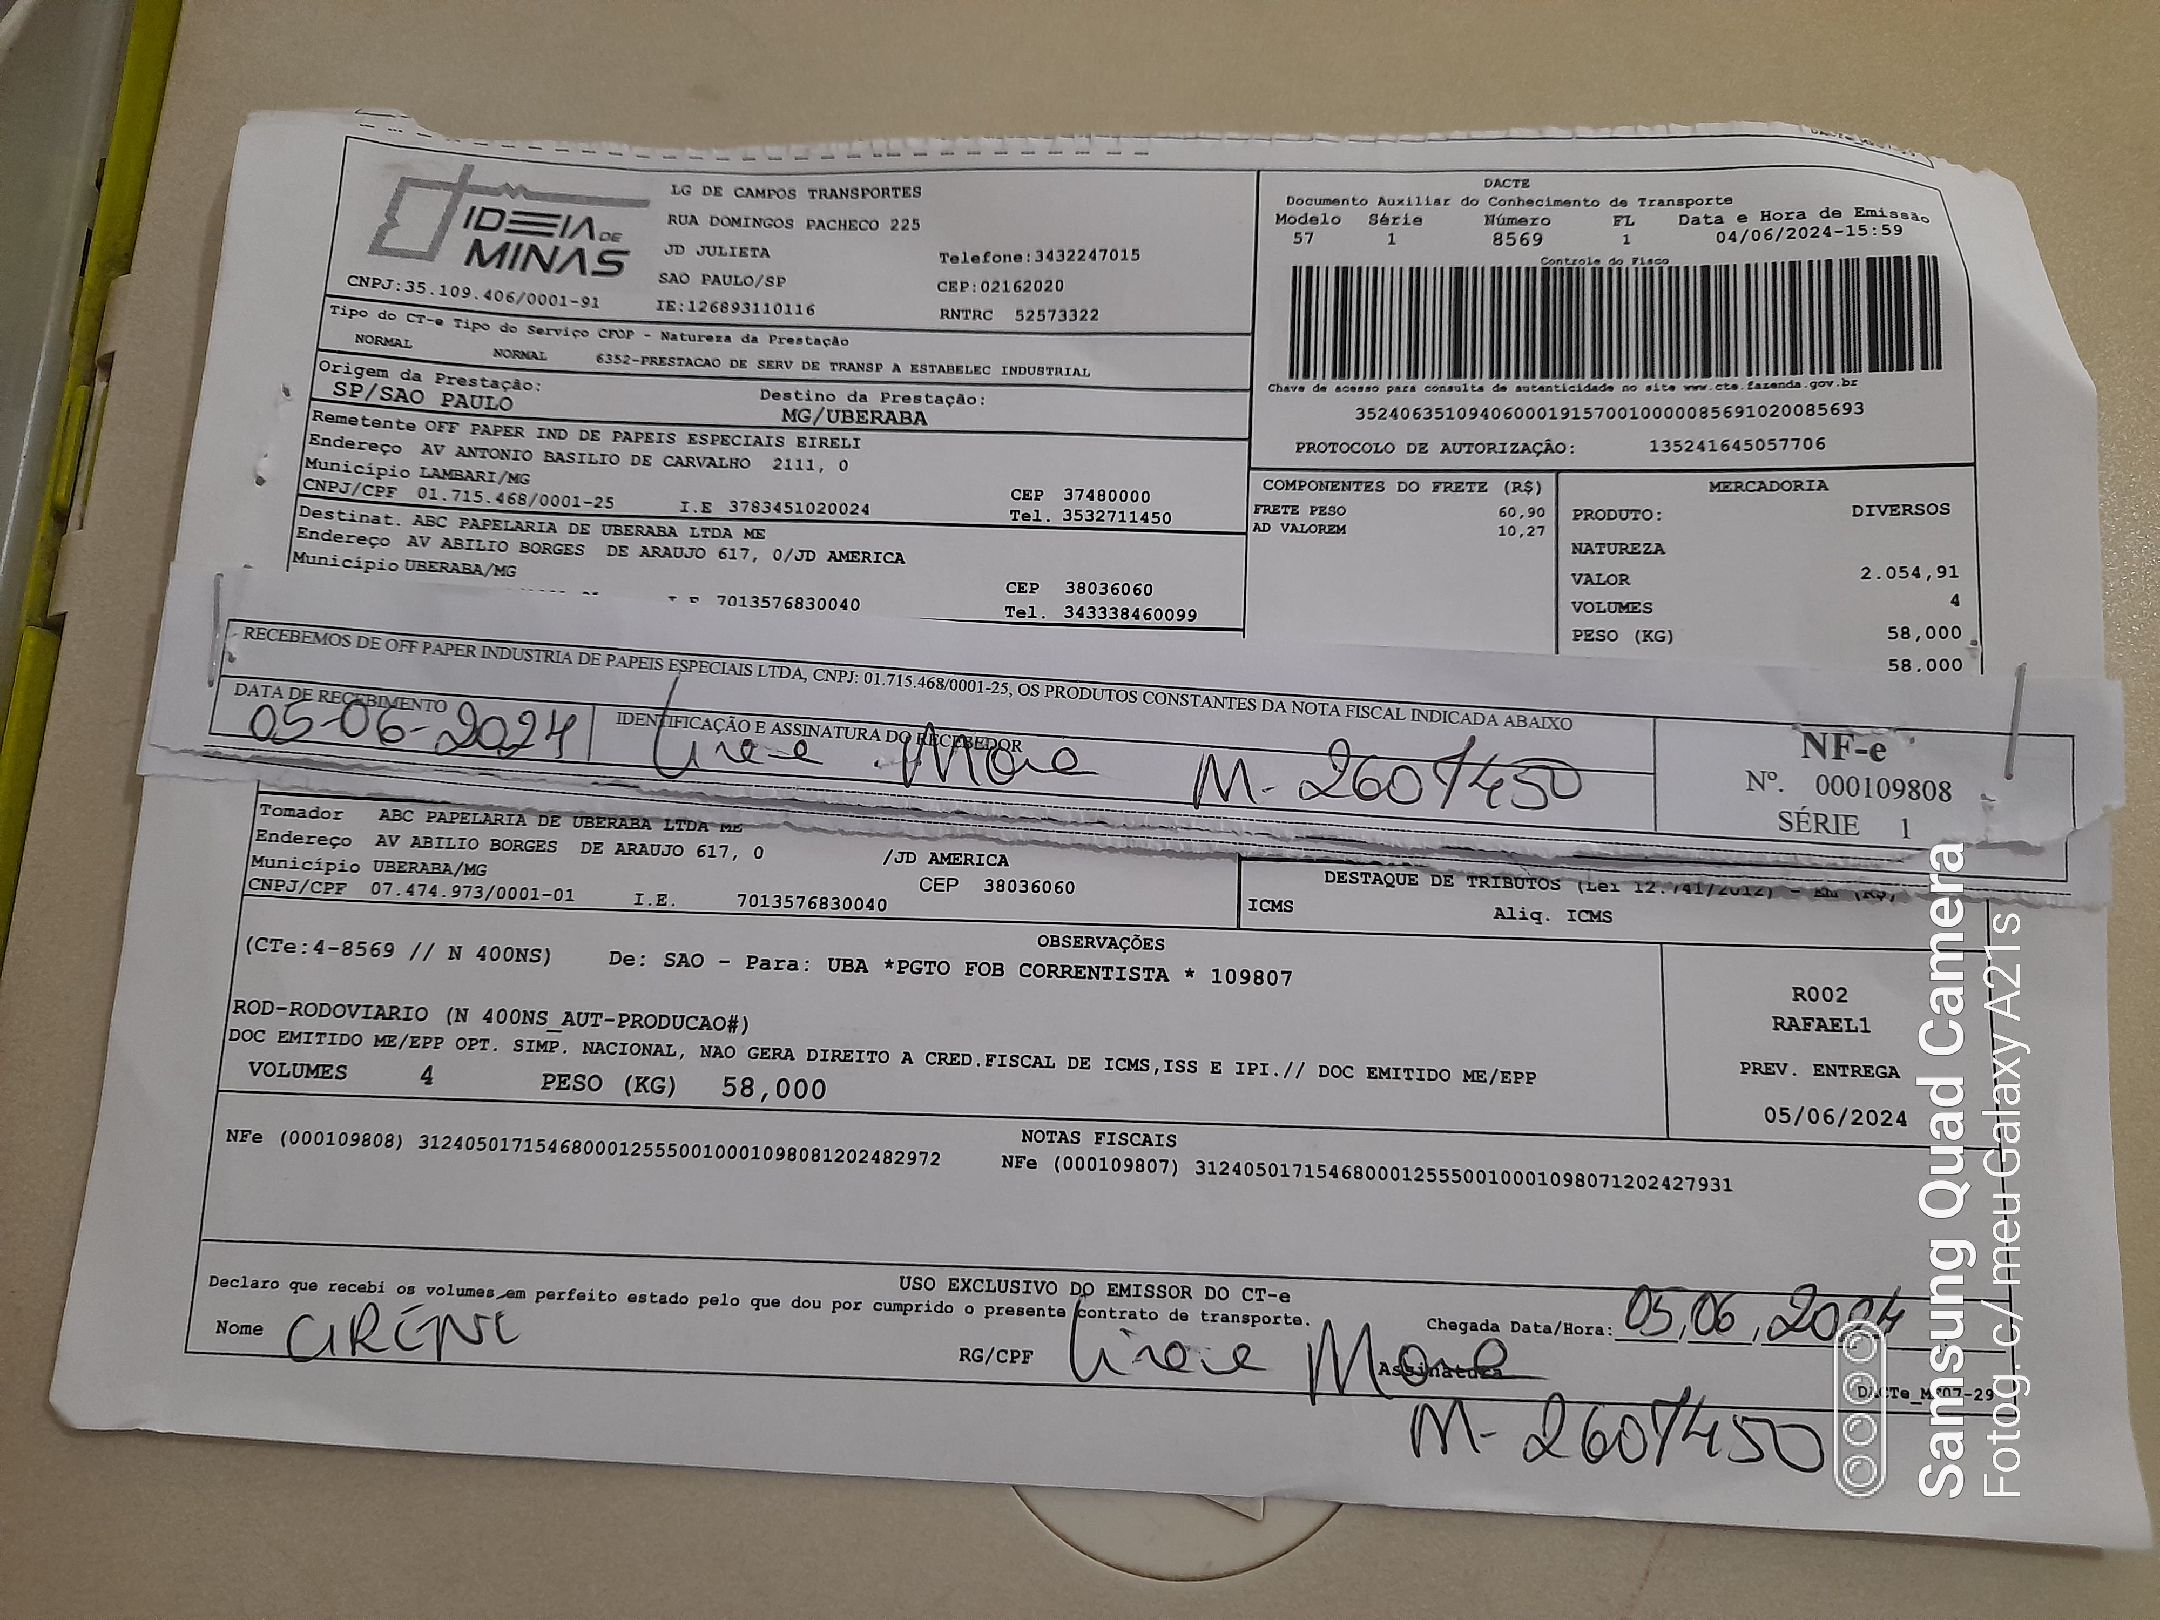 IDEIA DE
MINAS
CNPJ:35.109.406/0001-91
LG DE CAMPOS TRANSPORTES
RUA DOMINGOS PACHECO 225
JD JULIETA
Telefone:3432247015
SAO PAULO/SP
CEP:02162020
IE:126893110116
RNTRC 52573322
DACTE
Documento Auxiliar do Conhecimento de Transporte
Modelo Série Número FL Data e Hora de Emissão
57 1 8569 1 04/06/2024-15:59
Controle do Fisco
Chave de acesso para consulta de autenticidade no site www.cte.fazenda.gov.br
35240635109406000191570010000085691020085693
PROTOCOLO DE AUTORIZAÇÃO: 135241645057706
Tipo do CT-e Tipo do Serviço CFOP - Natureza da Prestação
NORMAL NORMAL 6352-PRESTACAO DE SERV DE TRANSP A ESTABELEC INDUSTRIAL
Origem da Prestação: Destino da Prestação:
SP/SAO PAULO MG/UBERABA
Remetente OFF PAPER IND DE PAPEIS ESPECIAIS EIRELI
Endereço AV ANTONIO BASILIO DE CARVALHO 2111, 0
Município LAMBARI/MG CEP 37480000
CNPJ/CPF 01.715.468/0001-25 I.E 3783451020024 Tel. 3532711450
Destinat. ABC PAPELARIA DE UBERABA LTDA ME
Endereço AV ABILIO BORGES DE ARAUJO 617, 0/JD AMERICA
Município UBERABA/MG CEP 38036060
7013576830040 Tel. 343338460099
COMPONENTES DO FRETE (R$)
FRETE PESO 60,90
AD VALOREM 10,27
MERCADORIA
PRODUTO: DIVERSOS
NATUREZA
VALOR 2.054,91
VOLUMES 4
PESO (KG) 58,000
58,000
RECEBEMOS DE OFF PAPER INDUSTRIA DE PAPEIS ESPECIAIS LTDA, CNPJ: 01.715.468/0001-25, OS PRODUTOS CONSTANTES DA NOTA FISCAL INDICADA ABAIXO
DATA DE RECEBIMENTO IDENTIFICAÇÃO E ASSINATURA DO RECEBEDOR
05-06-2024 M-
NF-e
Nº. 000109808
SÉRIE 1
Tomador ABC PAPELARIA DE UBERABA LTDA ME
Endereço AV ABILIO BORGES DE ARAUJO 617, 0 /JD AMERICA
Município UBERABA/MG CEP 38036060
CNPJ/CPF 07.474.973/0001-01 I.E. 7013576830040
DESTAQUE DE TRIBUTOS (Lei 12.741/2012) - Em (R$)
ICMS Aliq. ICMS
OBSERVAÇÕES
(CTe:4-8569 // N 400NS) De: SAO - Para: UBA *PGTO FOB CORRENTISTA * 109807
ROD-RODOVIARIO (N 400NS_AUT-PRODUCAO#)
DOC EMITIDO ME/EPP OPT. SIMP. NACIONAL, NAO GERA DIREITO A CRED.FISCAL DE ICMS,ISS E IPI.// DOC EMITIDO ME/EPP
VOLUMES 4 PESO (KG) 58,000
R002
RAFAEL1
PREV. ENTREGA
05/06/2024
NOTAS FISCAIS
NFe (000109808) 31240501715468000125550010001098081202482972 NFe (000109807) 31240501715468000125550010001098071202427931
USO EXCLUSIVO DO EMISSOR DO CT-e
Declaro que recebi os volumes em perfeito estado pelo que dou por cumprido o presente contrato de transporte.
Chegada Data/Hora: 05,06,2024
Nome RG/CPF Assinatura
M-
Samsung Quad Camera
Fotog. c/ meu Galaxy A21s